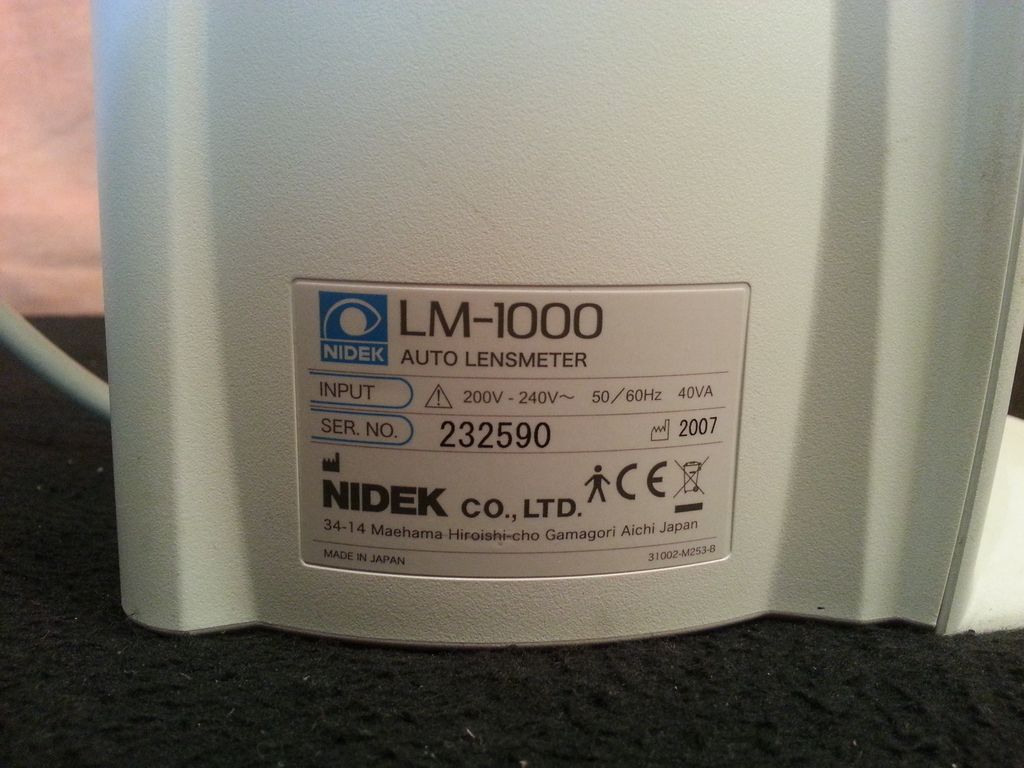 LM-1000
NIDEK
AUTO LENSMETER
INPUT 200V - 240V~ 50/60Hz 40VA
SER. NO. 232590 2007
NIDEK CO., LTD. CE
34-14 Maehama Hiroishi-cho Gamagori Aichi Japan
MADE IN JAPAN 31002-M253-B